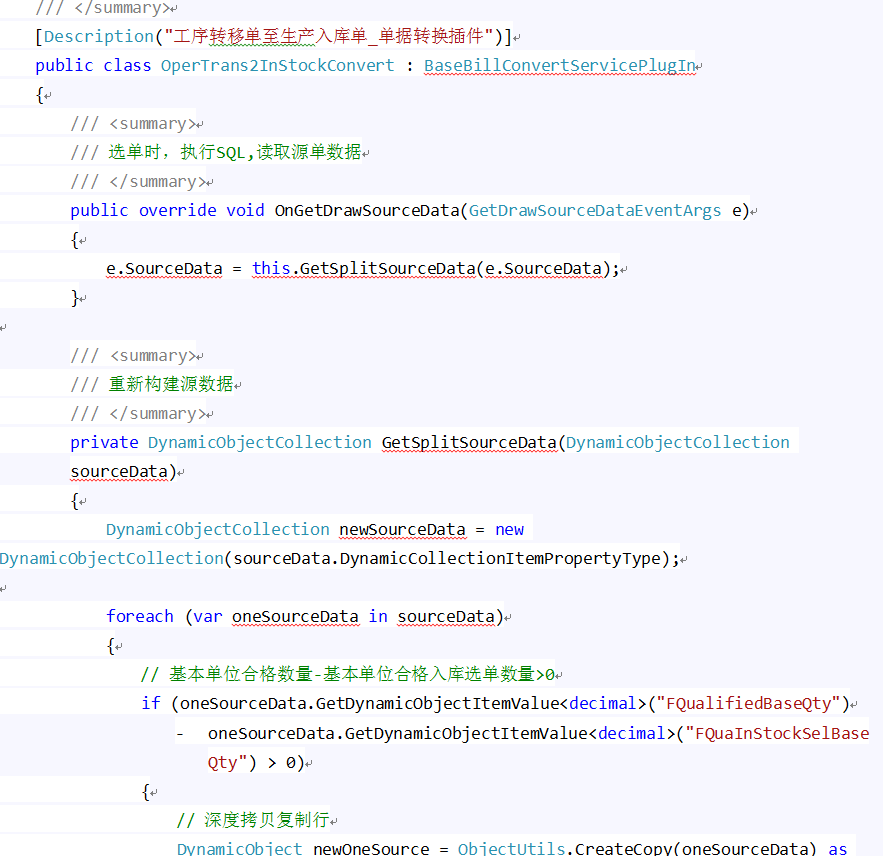 /// </summary>
[Description("工序转移单至生产入库单_单据转换插件")]
public class OperTrans2InStockConvert : BaseBillConvertServicePlugIn
{
/// <summary>
/// 选单时，执行SQL,读取源单数据
/// </summary>
public override void OnGetDrawSourceData(GetDrawSourceDataEventArgs e)
{
e.SourceData = this.GetSplitSourceData(e.SourceData);
}
/// <summary>
/// 重新构建源数据
/// </summary>
private DynamicObjectCollection GetSplitSourceData(DynamicObjectCollection
sourceData)
{
DynamicObjectCollection newSourceData = new
DynamicObjectCollection(sourceData.DynamicCollectionItemPropertyType);
foreach (var oneSourceData in sourceData)
{
// 基本单位合格数量-基本单位合格入库选单数量>0
if (oneSourceData.GetDynamicObjectItemValue<decimal>("FQualifiedBaseQty")
- oneSourceData.GetDynamicObjectItemValue<decimal>("FQuaInStockSelBase
Qty") > 0)
{
// 深度拷贝复制行
DynamicObject newOneSource = ObjectUtils.CreateCopy(oneSourceData) as